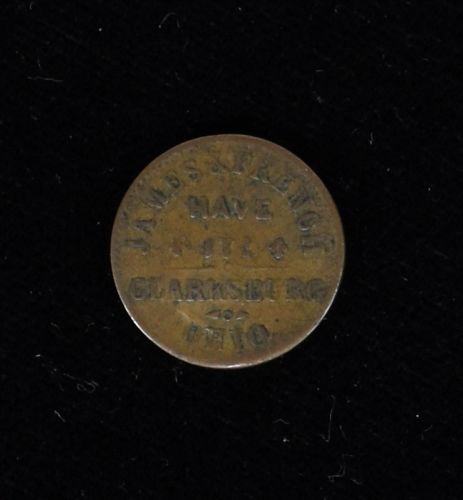 JAMES & FRENCH
HAVE
CLARKSBURG
OHIO